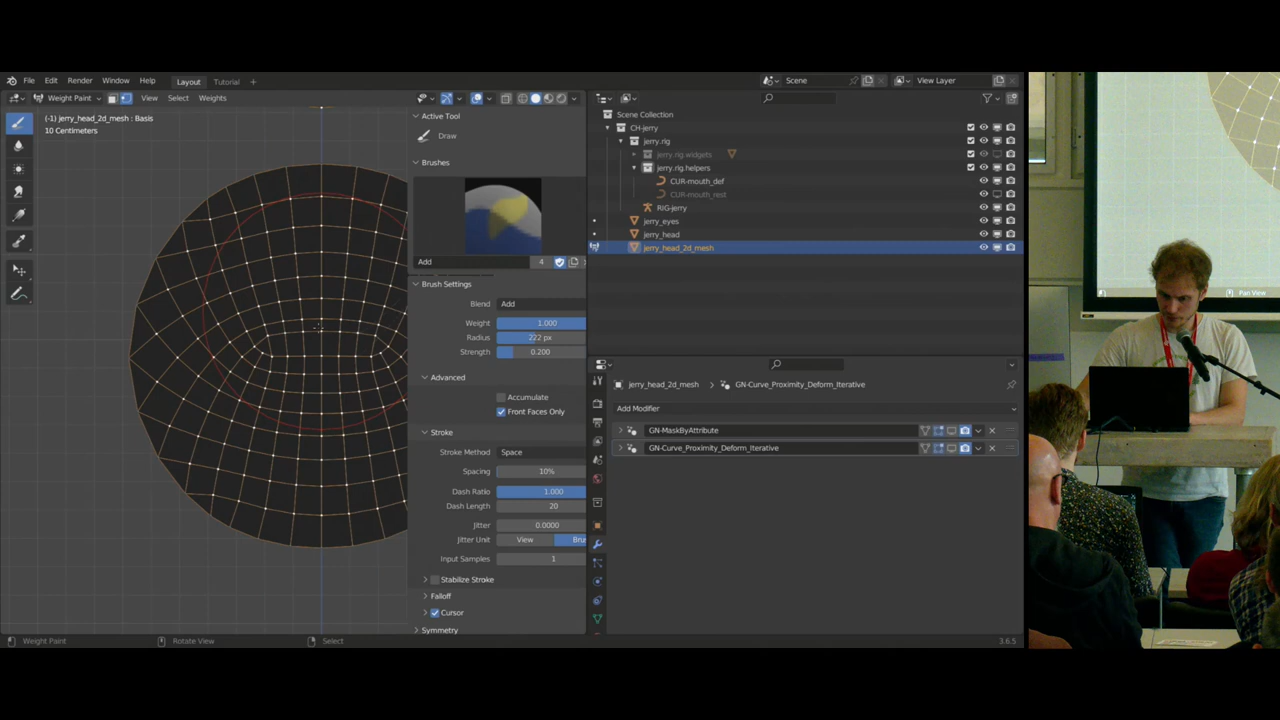 File Edit Render Window Help Layout Tutorial + Scene View Layer
Weight Paint View Select Weights
(-1) jerry_head_2d_mesh : Basis
10 Centimeters
Active Tool
Draw
Brushes
Add 4
Brush Settings
Blend Add
Weight 1.000
Radius 222 px
Strength 0.200
Advanced
Accumulate
Front Faces Only
Stroke
Stroke Method Space
Spacing 10%
Dash Ratio 1.000
Dash Length 20
Jitter 0.0000
Jitter Unit View Brus
Input Samples 1
Stabilize Stroke
Falloff
Cursor
Symmetry
Scene Collection
CH-jerry
jerry.rig
jerry.rig.widgets
jerry.rig.helpers
CUR-mouth_def
CUR-mouth_rest
RIG-jerry
jerry_eyes
jerry_head
jerry_head_2d_mesh
jerry_head_2d_mesh > GN-Curve_Proximity_Deform_Iterative
Add Modifier
GN-MaskByAttribute
GN-Curve_Proximity_Deform_Iterative
Weight Paint Rotate View Select 3.6.5
Pan View